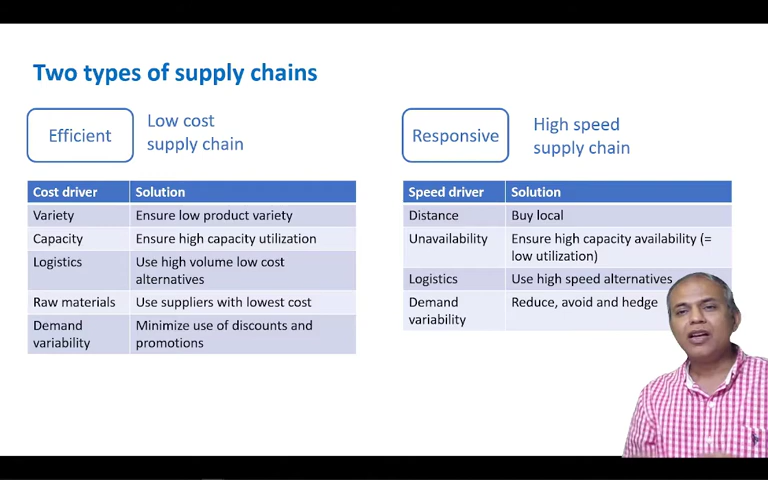 Two types of supply chains
Efficient
Low cost
supply chain
Cost driver Solution
Variety Ensure low product variety
Capacity Ensure high capacity utilization
Logistics Use high volume low cost
alternatives
Raw materials Use suppliers with lowest cost
Demand Minimize use of discounts and
variability promotions
Responsive
High speed
supply chain
Speed driver Solution
Distance Buy local
Unavailability Ensure high capacity availability (=
low utilization)
Logistics Use high speed alternatives
Demand Reduce, avoid and hedge
variability